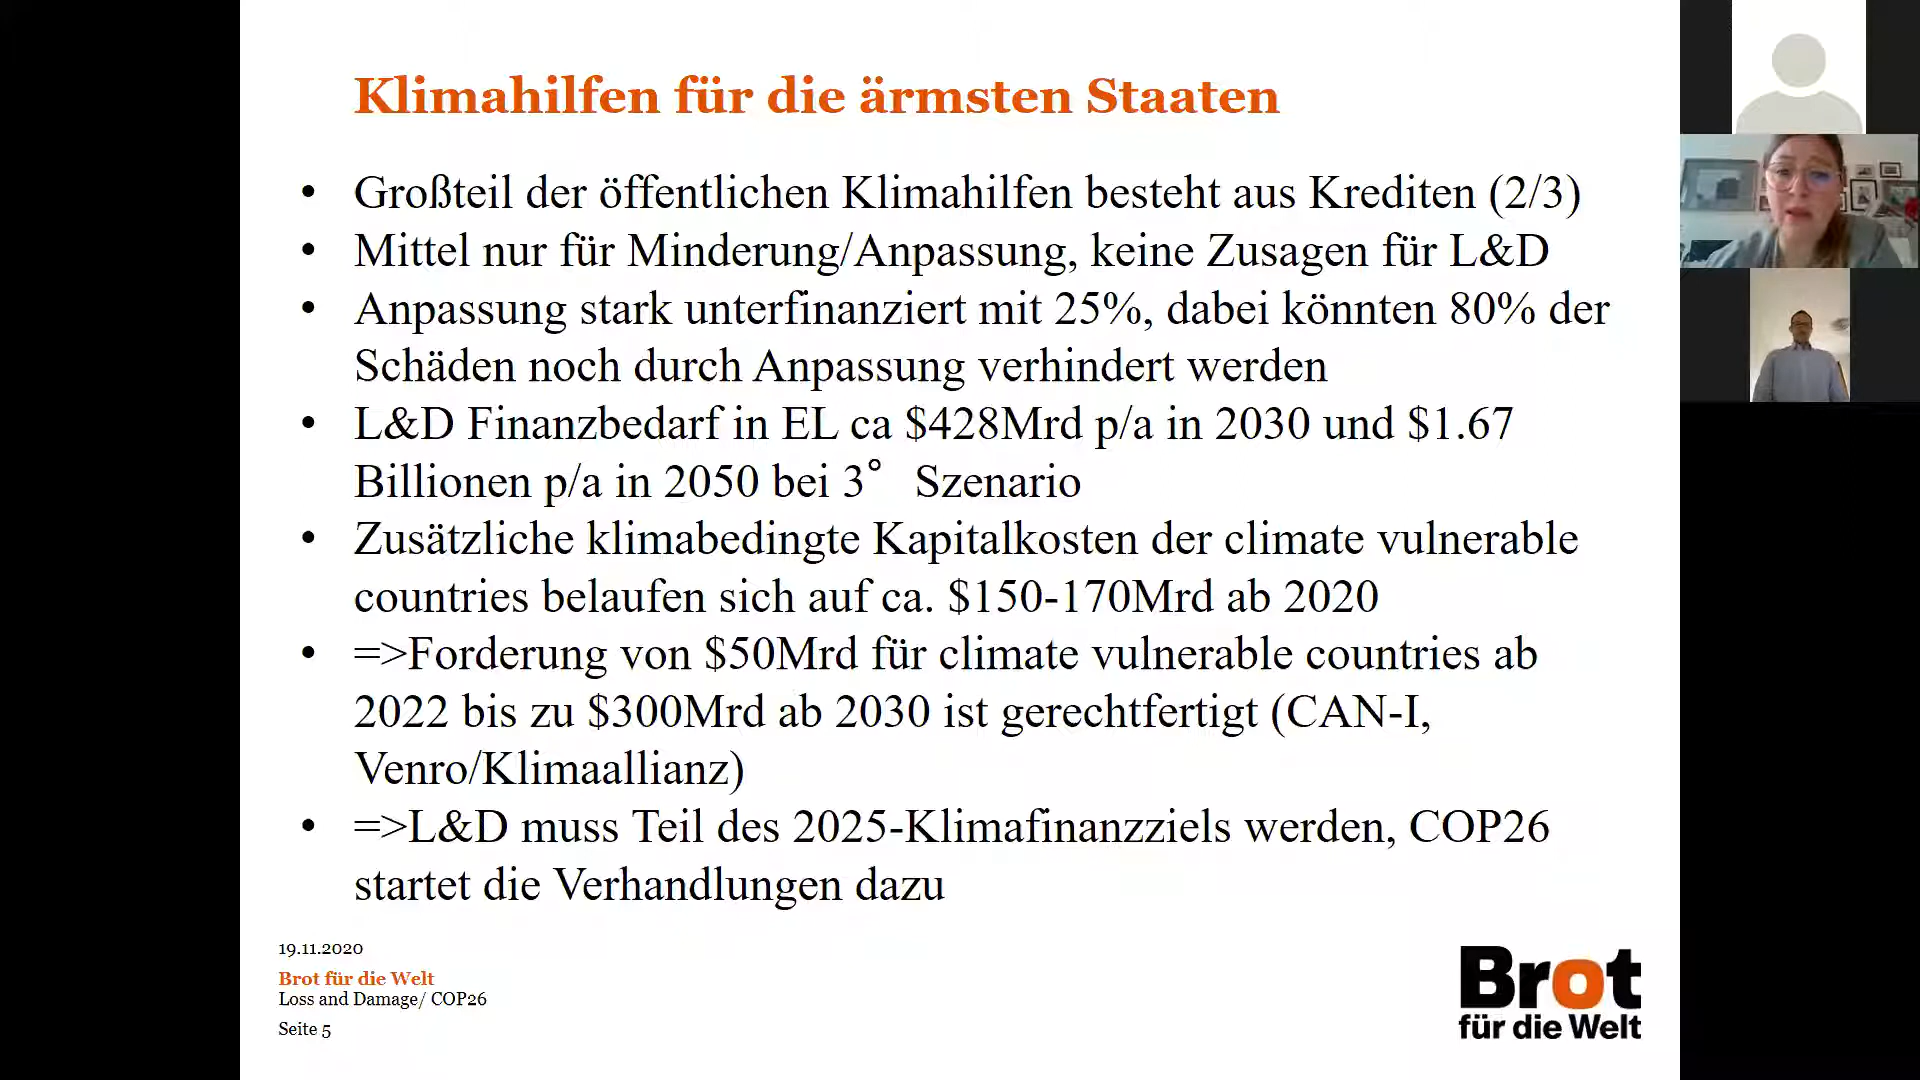 Klimahilfen für die ärmsten Staaten
• Großteil der öffentlichen Klimahilfen besteht aus Krediten (2/3)
• Mittel nur für Minderung/Anpassung, keine Zusagen für L&D
• Anpassung stark unterfinanziert mit 25%, dabei könnten 80% der
Schäden noch durch Anpassung verhindert werden
• L&D Finanzbedarf in EL ca $428Mrd p/a in 2030 und $1.67
Billionen p/a in 2050 bei 3° Szenario
• Zusätzliche klimabedingte Kapitalkosten der climate vulnerable
countries belaufen sich auf ca. $150-170Mrd ab 2020
• =>Forderung von $50Mrd für climate vulnerable countries ab
2022 bis zu $300Mrd ab 2030 ist gerechtfertigt (CAN-I,
Venro/Klimaallianz)
• =>L&D muss Teil des 2025-Klimafinanzziels werden, COP26
startet die Verhandlungen dazu
19.11.2020
Brot für die Welt
Loss and Damage/ COP26
Seite 5
Brot
für die Welt